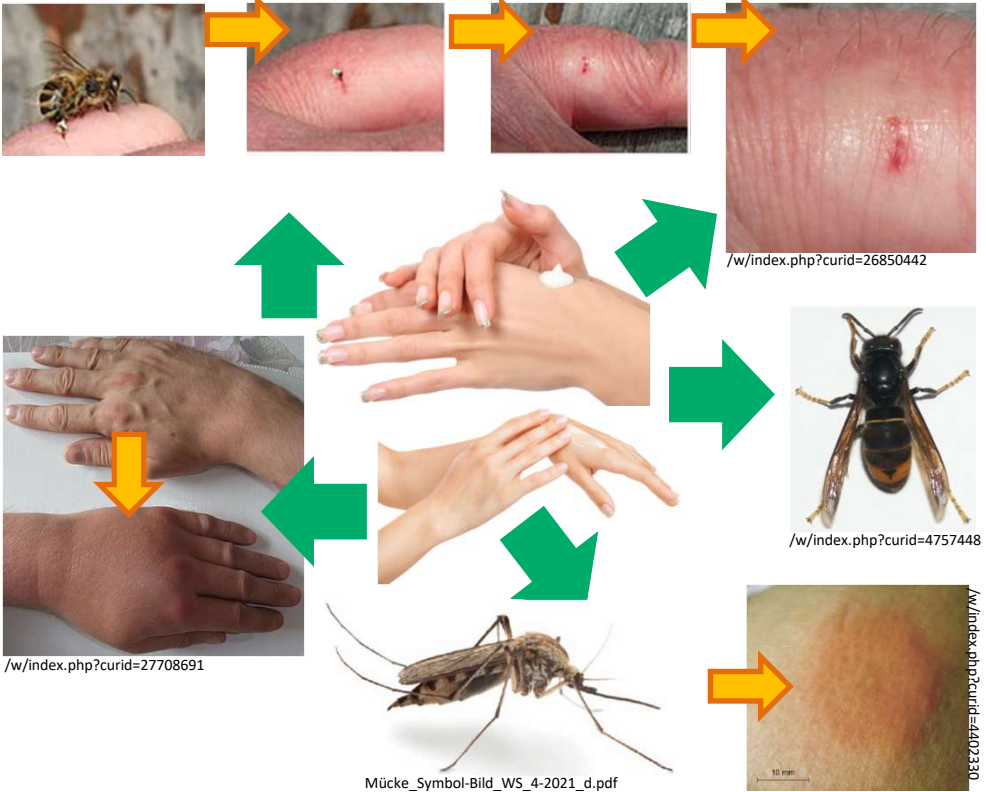 /w/index.php?curid=26850442
/w/index.php?curid=4757448
/w/index.php?curid=27708691
/w/index.php?curid=4402330
10 mm
Mücke_Symbol-Bild_WS_4-2021_d.pdf